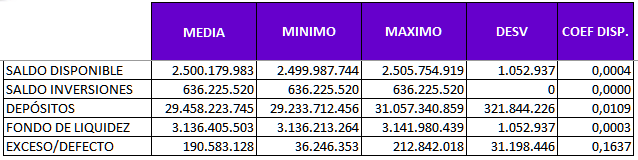 MEDIA MINIMO MAXIMO DESV COEF DISP.
SALDO DISPONIBLE 2.500.179.983 2.499.987.744 2.505.754.919 1.052.937 0,0004
SALDO INVERSIONES 636.225.520 636.225.520 636.225.520 0 0,0000
DEPÓSITOS 29.458.223.745 29.233.712.456 31.057.340.859 321.844.226 0,0109
FONDO DE LIQUIDEZ 3.136.405.503 3.136.213.264 3.141.980.439 1.052.937 0,0003
EXCESO/DEFECTO 190.583.128 36.246.353 212.842.018 31.198.446 0,1637